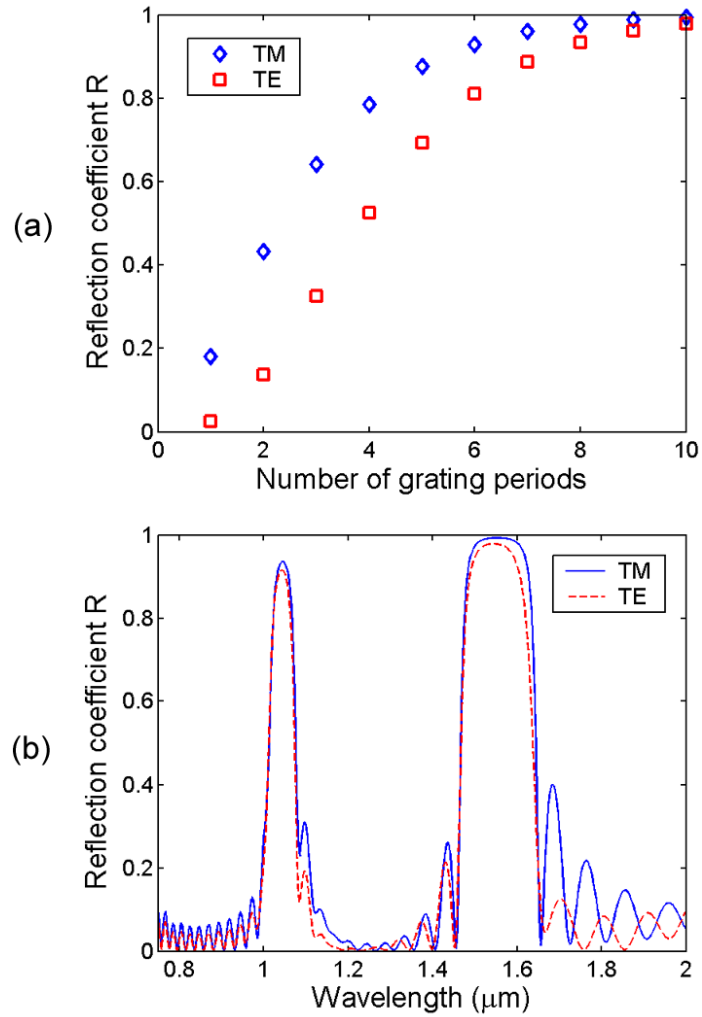 (a)
Reflection coefficient R
1
0.8
0.6
0.4
0.2
0
TM
TE
0 2 4 6 8 10
Number of grating periods
(b)
Reflection coefficient R
1
0.8
0.6
0.4
0.2
0
TM
TE
0.8 1 1.2 1.4 1.6 1.8 2
Wavelength (μm)